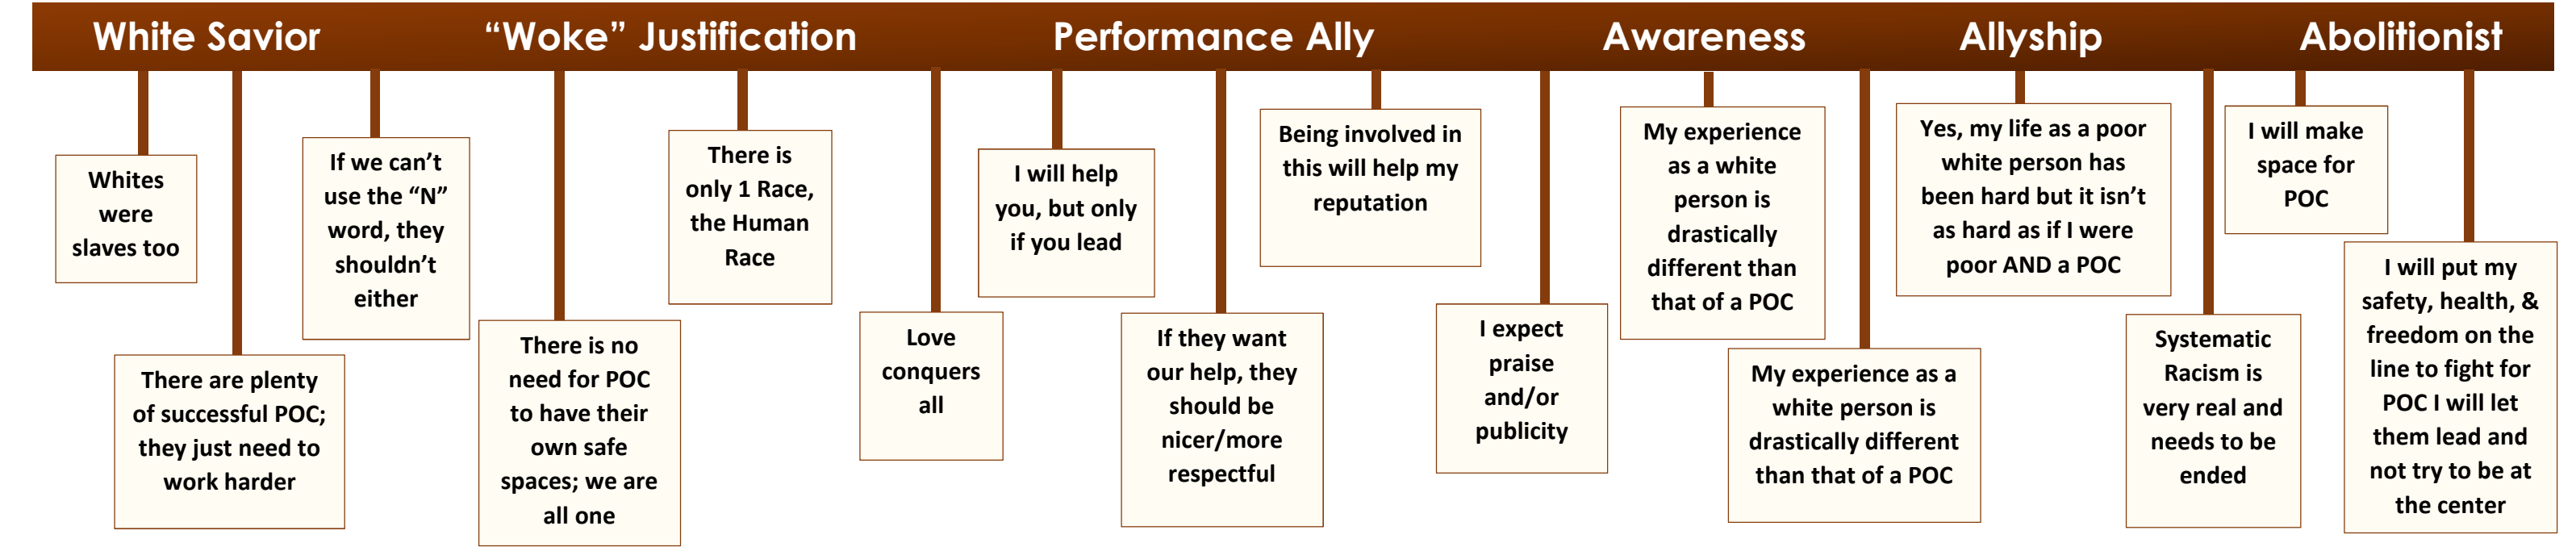 White Savior
“Woke” Justification
Performance Ally
Awareness
Allyship
Abolitionist
Whites
were
slaves too
There are plenty
of successful POC;
they just need to
work harder
If we can’t
use the “N”
word, they
shouldn’t
either
There is no
need for POC
to have their
own safe
spaces; we are
all one
There is
only 1 Race,
the Human
Race
Love
conquers
all
I will help
you, but only
if you lead
If they want
our help, they
should be
nicer/more
respectful
Being involved in
this will help my
reputation
I expect
praise
and/or
publicity
My experience
as a white
person is
drastically
different than
that of a POC
My experience as a
white person is
drastically different
than that of a POC
Yes, my life as a poor
white person has
been hard but it isn’t
as hard as if I were
poor AND a POC
Systematic
Racism is
very real and
needs to be
ended
I will make
space for
POC
I will put my
safety, health, &
freedom on the
line to fight for
POC I will let
them lead and
not try to be at
the center